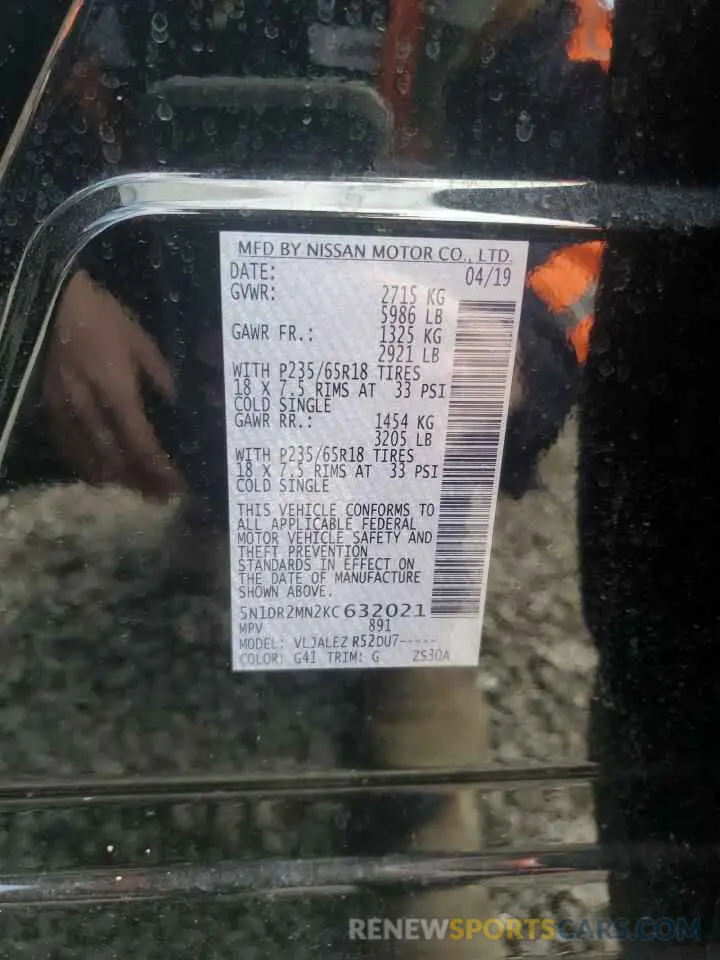 MFD BY NISSAN MOTOR CO., LTD.
DATE: 04/19
GVWR: 2715 KG
5986 LB
GAWR FR.: 1325 KG
2921 LB
WITH P235/65R18 TIRES
18 X 7.5 RIMS AT 33 PSI
COLD SINGLE
GAWR RR.: 1454 KG
3205 LB
WITH P235/65R18 TIRES
18 X 7.5 RIMS AT 33 PSI
COLD SINGLE
THIS VEHICLE CONFORMS TO
ALL APPLICABLE FEDERAL
MOTOR VEHICLE SAFETY AND
THEFT PREVENTION
STANDARDS IN EFFECT ON
THE DATE OF MANUFACTURE
SHOWN ABOVE.
5N1DR2MN2KC632021
MPV 891
MODEL: VLJALEZ R52DU7-----
COLOR: G41 TRIM: G ZS30A
RENEWSPORTSCARS.COM